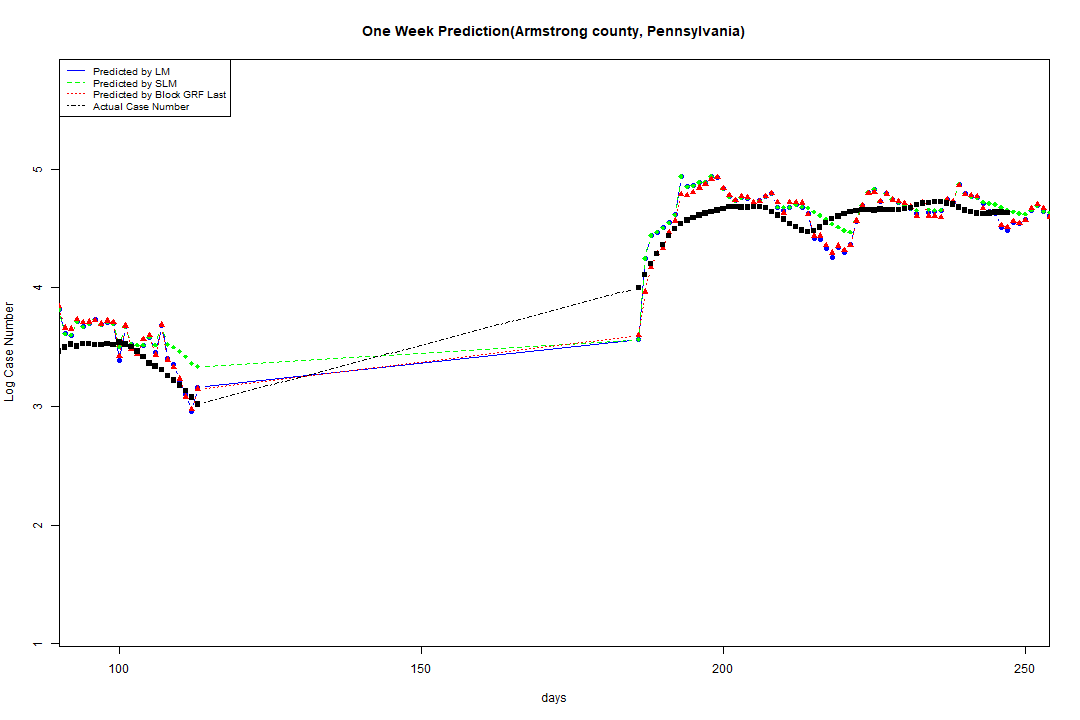 One Week Prediction(Armstrong county, Pennsylvania)
Predicted by LM
Predicted by SLM
Predicted by Block GRF Last
Actual Case Number
5
4
3
2
1
Log Case Number
100 150 200 250
days